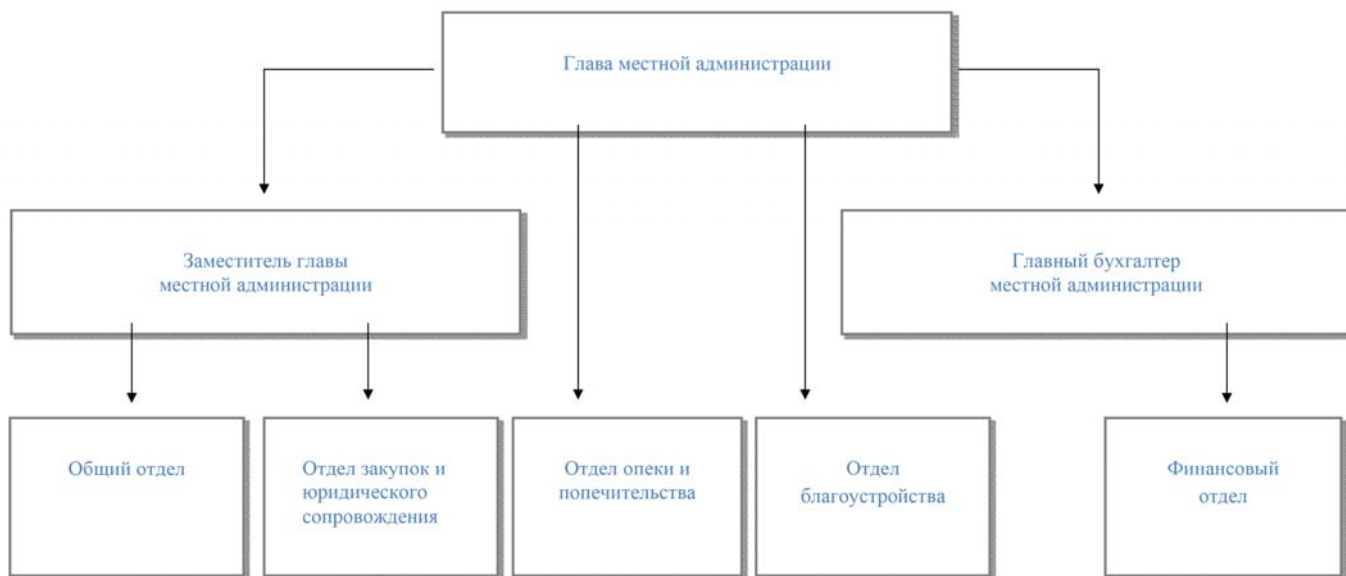 Глава местной администрации
Заместитель главы
местной администрации
Главный бухгалтер
местной администрации
Общий отдел
Отдел закупок и
юридического
сопровождения
Отдел опеки и
попечительства
Отдел
благоустройства
Финансовый
отдел